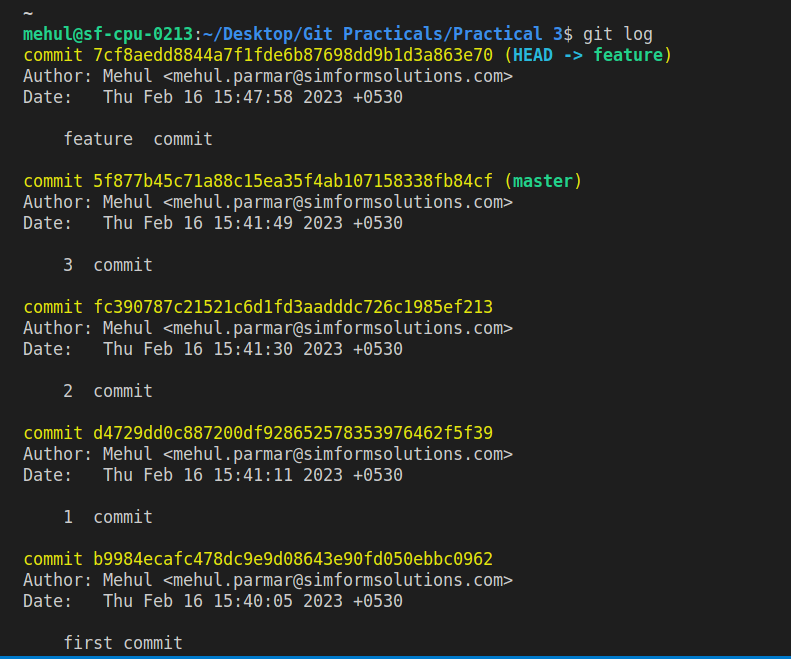 ~
mehul@sf-cpu-0213:~/Desktop/Git Practicals/Practical 3$ git log
commit 7cf8aedd8844a7f1fde6b87698dd9b1d3a863e70 (HEAD -> feature)
Author: Mehul <mehul.parmar@simformsolutions.com>
Date:   Thu Feb 16 15:47:58 2023 +0530

    feature  commit

commit 5f877b45c71a88c15ea35f4ab107158338fb84cf (master)
Author: Mehul <mehul.parmar@simformsolutions.com>
Date:   Thu Feb 16 15:41:49 2023 +0530

    3  commit

commit fc390787c21521c6d1fd3aadddc726c1985ef213
Author: Mehul <mehul.parmar@simformsolutions.com>
Date:   Thu Feb 16 15:41:30 2023 +0530

    2  commit

commit d4729dd0c887200df928652578353976462f5f39
Author: Mehul <mehul.parmar@simformsolutions.com>
Date:   Thu Feb 16 15:41:11 2023 +0530

    1  commit

commit b9984ecafc478dc9e9d08643e90fd050ebbc0962
Author: Mehul <mehul.parmar@simformsolutions.com>
Date:   Thu Feb 16 15:40:05 2023 +0530

    first commit